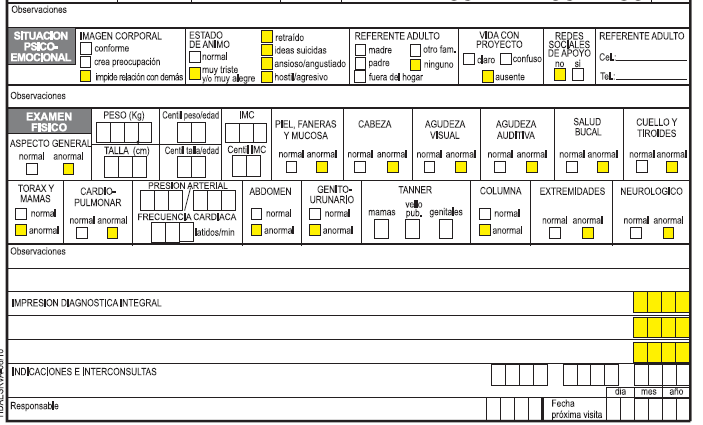 Observaciones
SITUACION PSICO-EMOCIONAL
IMAGEN CORPORAL
conforme
crea preocupación
impide relación con demás
ESTADO DE ANIMO
normal
muy triste y/o muy alegre
retraído
ideas suicidas
ansioso/angustiado
hostil/agresivo
REFERENTE ADULTO
madre
padre
fuera del hogar
otro fam.
ninguno
VIDA CON PROYECTO
claro
confuso
ausente
REDES SOCIALES DE APOYO
no si
REFERENTE ADULTO
Cel.:
Tel.:
Observaciones
EXAMEN FISICO
ASPECTO GENERAL
normal anormal
PESO (Kg)
TALLA (cm)
Centil peso/edad
Centil talla/edad
IMC
Centil IMC
PIEL, FANERAS Y MUCOSA
normal anormal
CABEZA
normal anormal
AGUDEZA VISUAL
normal anormal
AGUDEZA AUDITIVA
normal anormal
SALUD BUCAL
normal anormal
CUELLO Y TIROIDES
normal anormal
TORAX Y MAMAS
normal
anormal
CARDIO-PULMONAR
normal anormal
PRESION ARTERIAL
/
FRECUENCIA CARDIACA
latidos/min
ABDOMEN
normal
anormal
GENITO-URUNARIO
normal
anormal
TANNER
mamas
vello pub.
genitales
COLUMNA
normal
anormal
EXTREMIDADES
normal anormal
NEUROLOGICO
normal anormal
Observaciones
IMPRESION DIAGNOSTICA INTEGRAL
INDICACIONES E INTERCONSULTAS
Responsable
Fecha próxima visita
día mes año